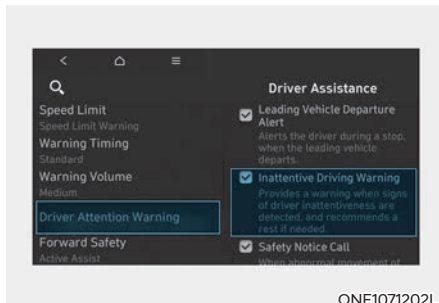 Driver Assistance
Speed Limit
Speed Limit Warning
Warning Timing
Standard
Warning Volume
Medium
Driver Attention Warning
Forward Safety
Active Assist
Leading Vehicle Departure
Alert
Alerts the driver during a stop,
when the leading vehicle
departs.
Inattentive Driving Warning
Provides a warning when signs
of driver inattentiveness are
detected, and recommends a
rest if needed.
Safety Notice Call
When abnormal movement of
ONE1071202L